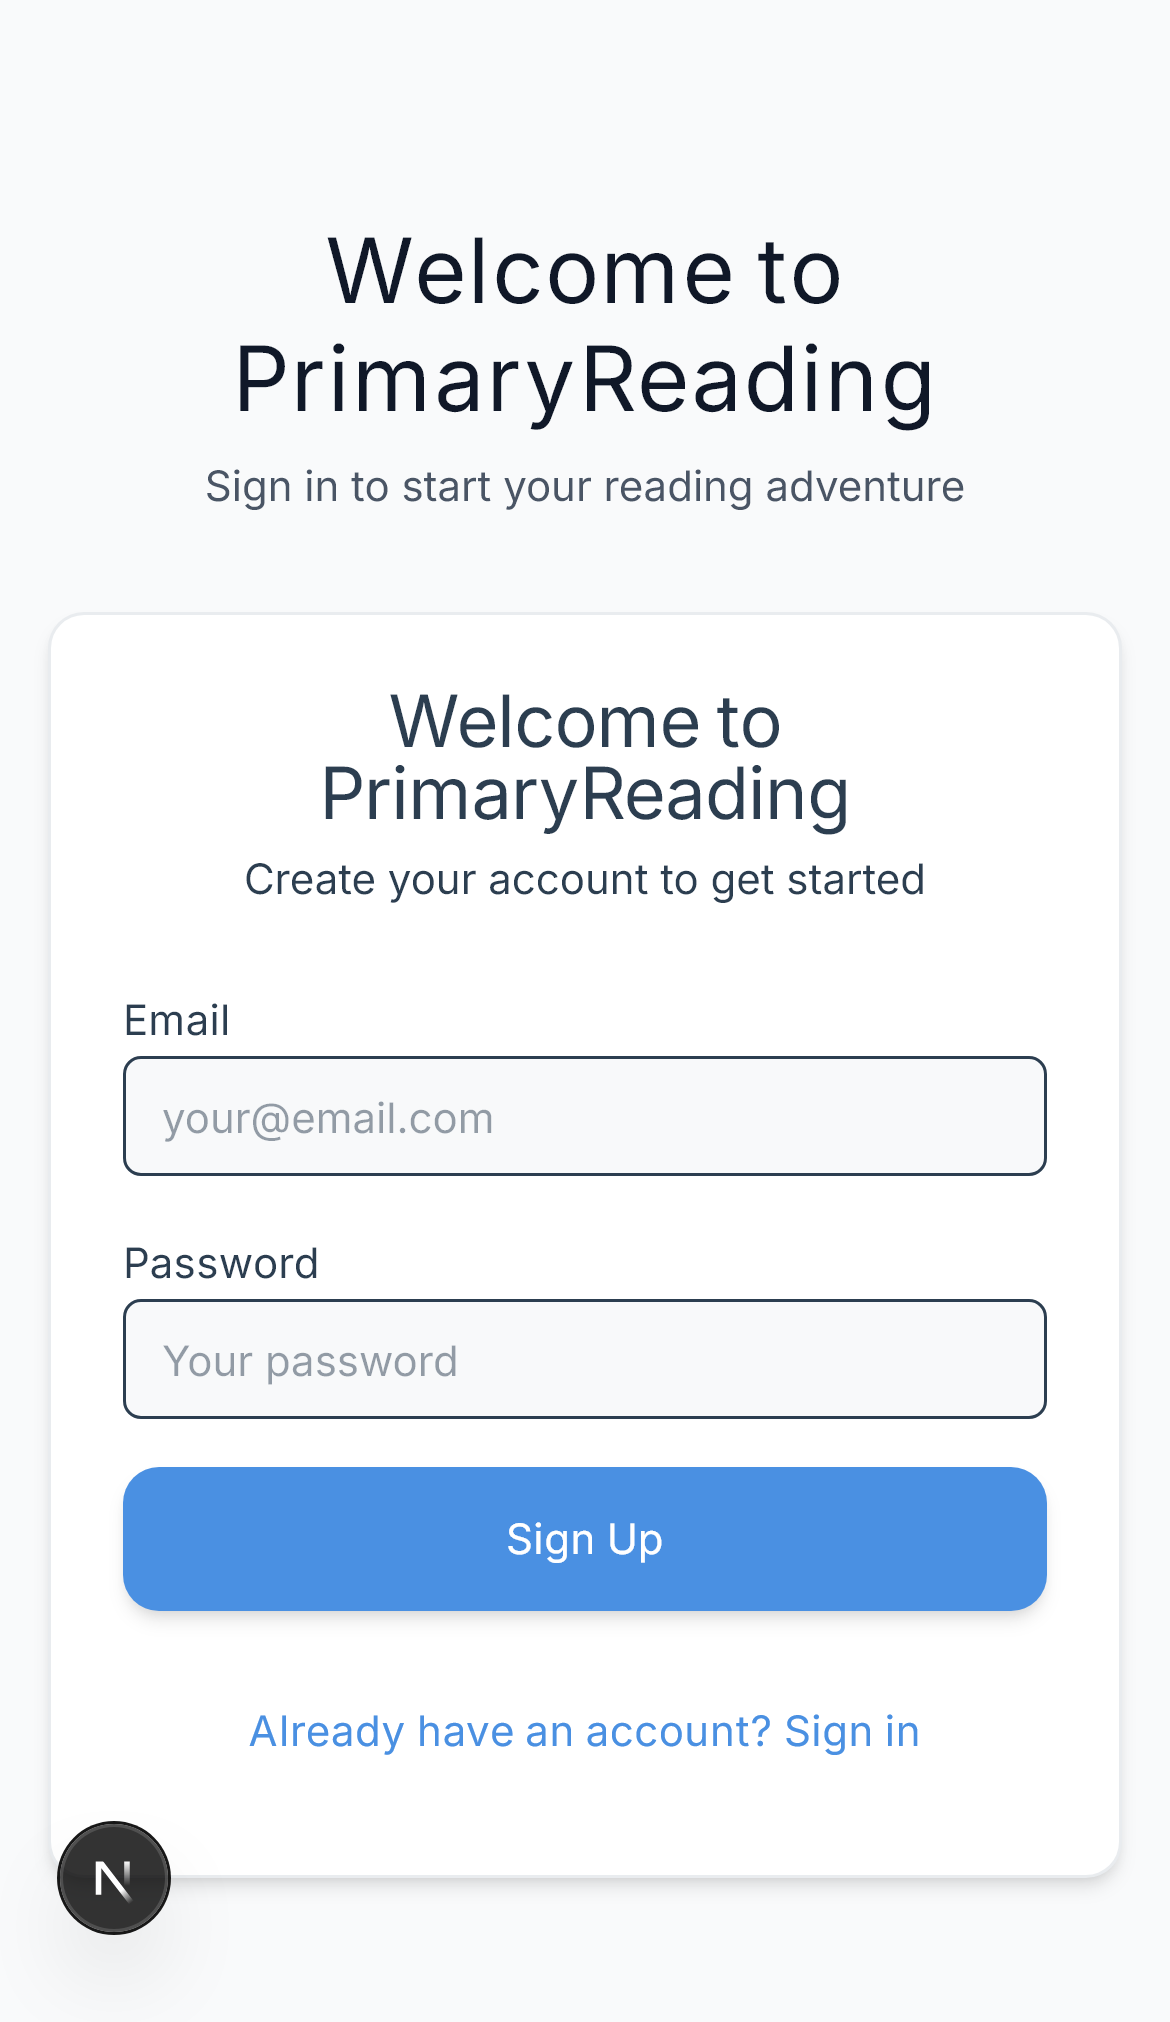 Welcome to
PrimaryReading
Sign in to start your reading adventure
Welcome to
PrimaryReading
Create your account to get started
Email
your@email.com
Password
Your password
Sign Up
Already have an account? Sign in
N